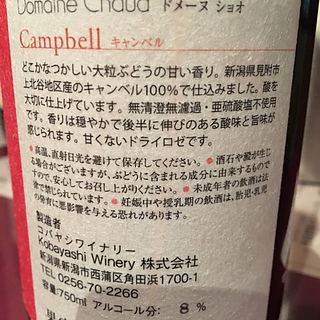 Domaine Chaud ドメーヌ ショオ
Campbell キャンベル
どこかなつかしい大粒ぶどうの甘い香り。新潟県見附市
上北谷地区産のキャンベル100%で仕込みました。酸を
大切に仕上げています。無清澄無濾過・亜硫酸塩不使用
です。香りは穏やかで後半に伸びのある酸味と旨味が
感じられます。甘くないドライロゼです。
●高温、直射日光を避けて保存してください。●酒石や澱が生じ
る場合がございますが、ぶどうに含まれる成分に由来するもので
すので、安心してお召し上がりください。●未成年者の飲酒は法
律で禁じられています。●妊娠中や授乳期の飲酒は、胎児・乳児
の発育に悪影響を与える恐れがあります。
製造者
コバヤシワイナリー
Kobayashi Winery 株式会社
新潟県新潟市西蒲区角田浜1700-1
TEL 0256-70-2266
容量750ml アルコール分: 8 %